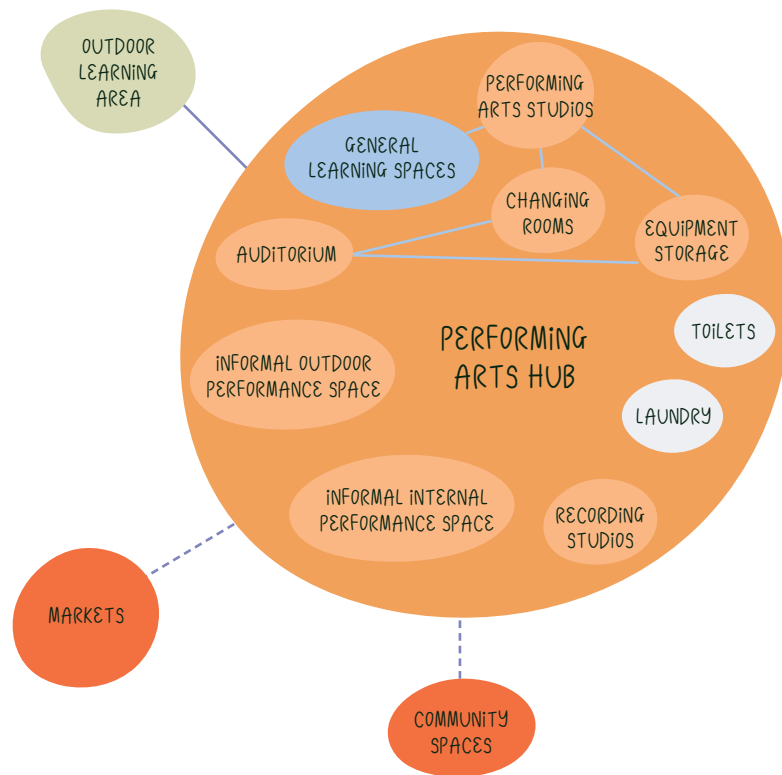 OUTDOOR
LEARNING
AREA
PERFORMING
ARTS STUDIOS
GENERAL
LEARNING SPACES
CHANGING
ROOMS
EQUIPMENT
STORAGE
AUDITORIUM
TOILETS
PERFORMING
ARTS HUB
INFORMAL OUTDOOR
PERFORMANCE SPACE
LAUNDRY
INFORMAL INTERNAL
PERFORMANCE SPACE
RECORDING
STUDIOS
MARKETS
COMMUNITY
SPACES